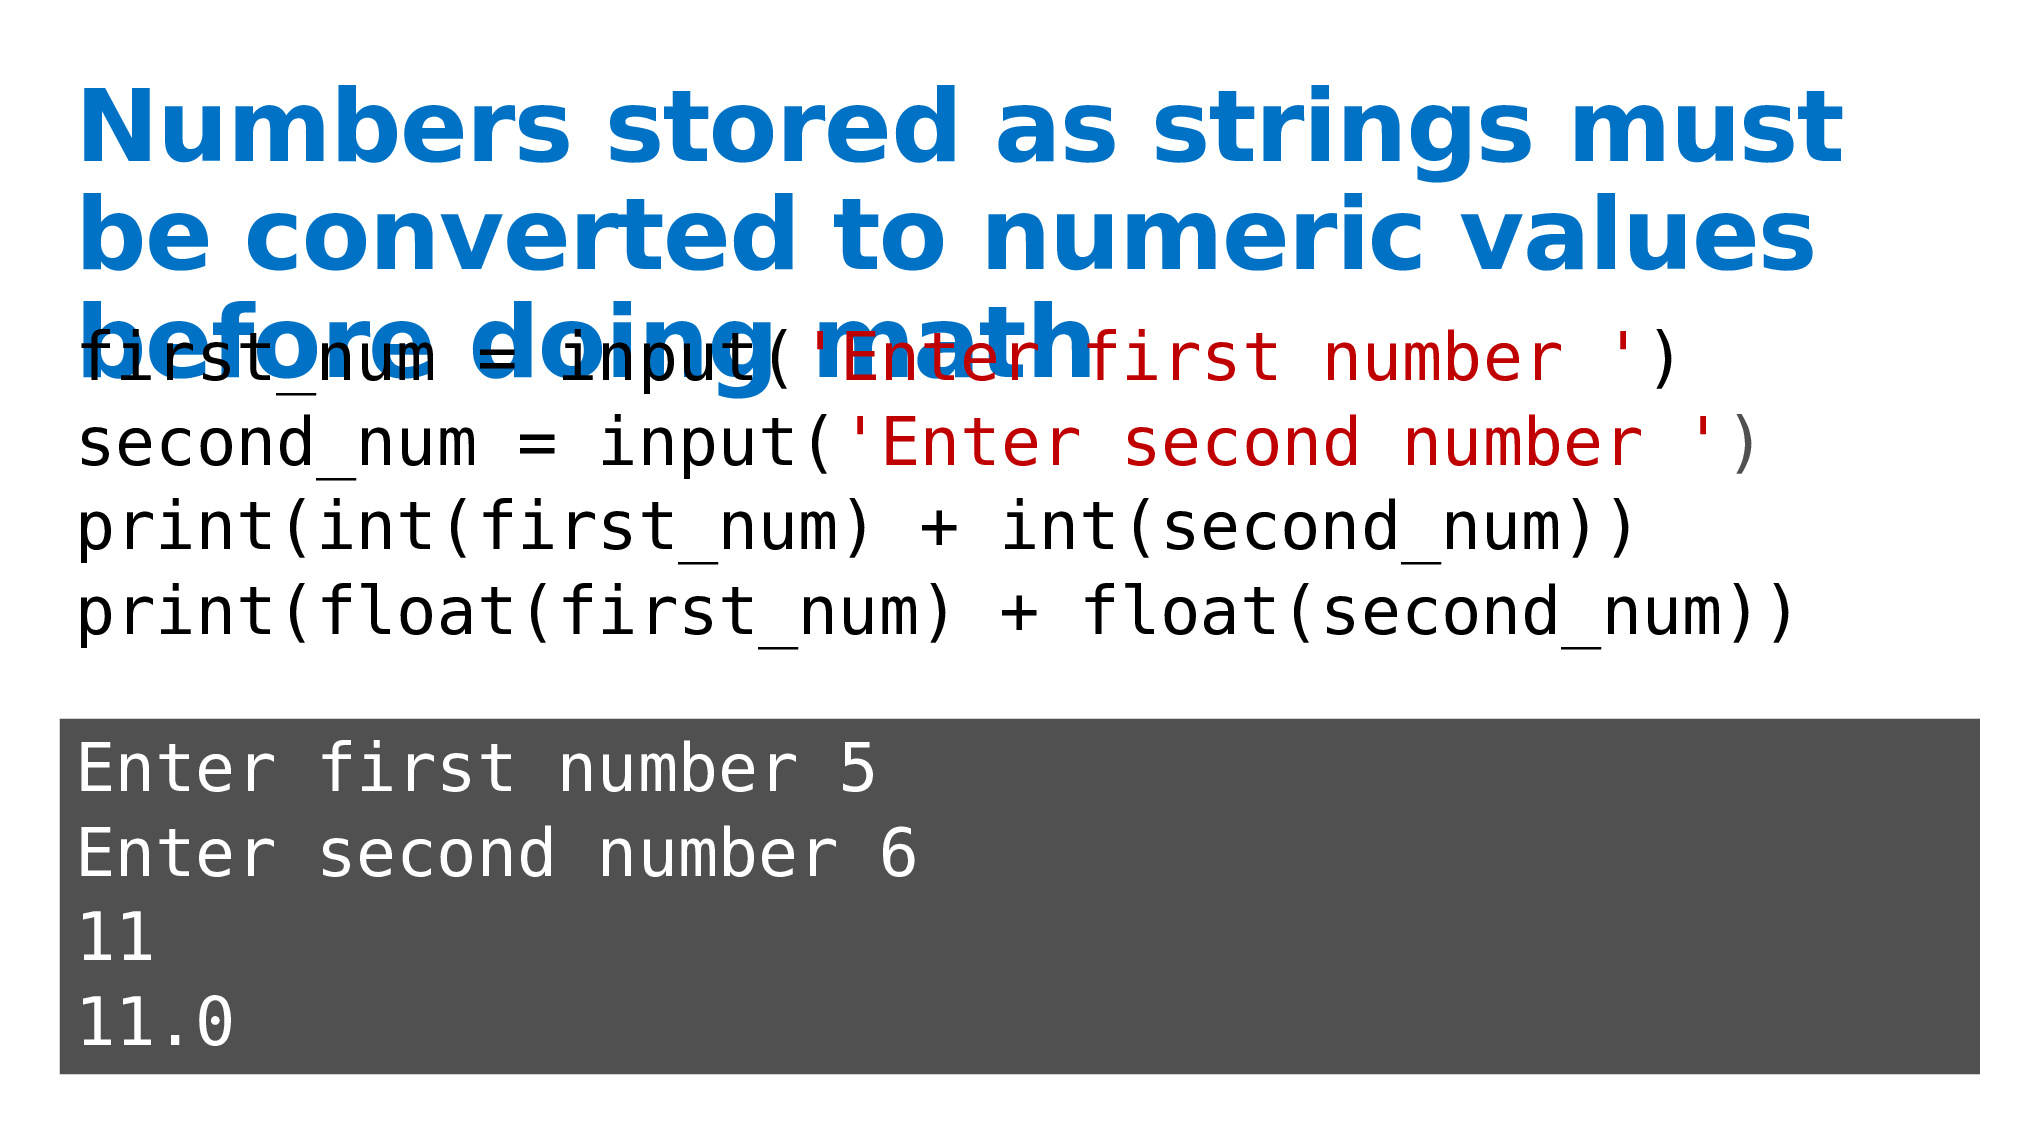 Numbers stored as strings must
be converted to numeric values
before doing math
first_num = input('Enter first number ')
second_num = input('Enter second number ')
print(int(first_num) + int(second_num))
print(float(first_num) + float(second_num))
Enter first number 5
Enter second number 6
11
11.0